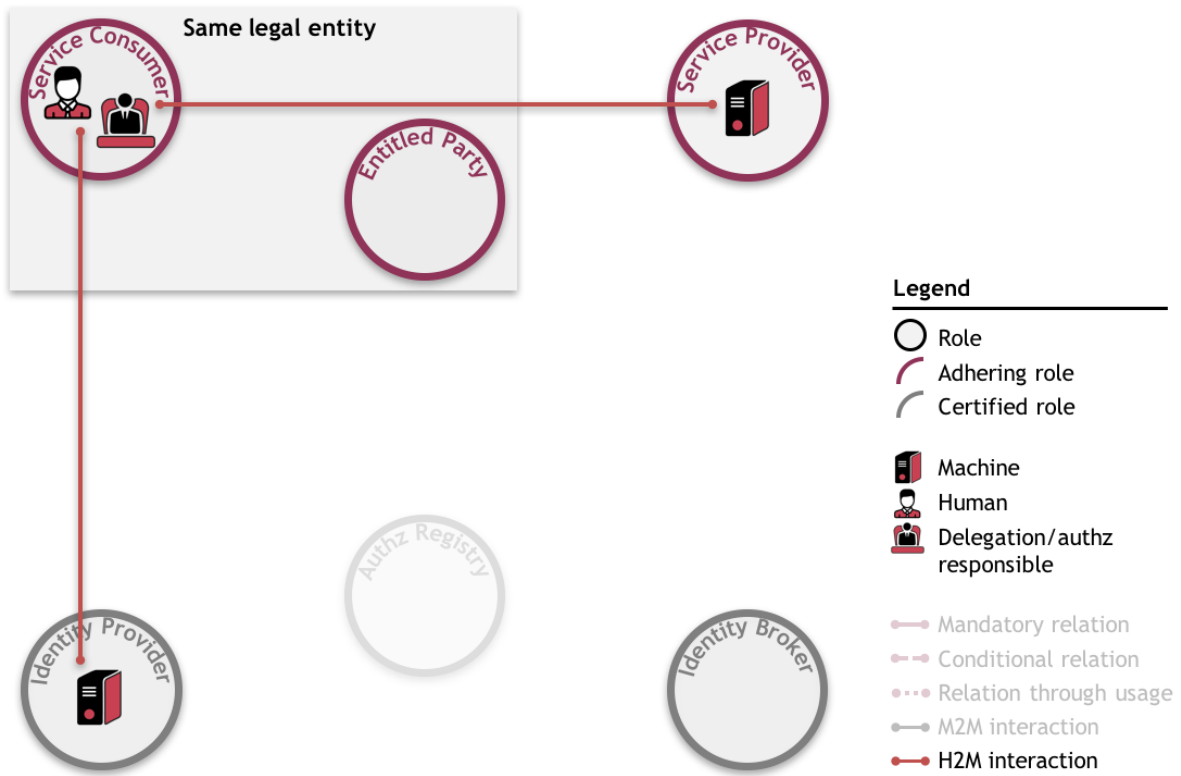 Same legal entity
Service Consumer
Service Provider
Entitled Party
Legend
Role
Adhering role
Certified role
Machine
Human
Delegation/authz
responsible
Authz Registry
Identity Provider
Identity Broker
Mandatory relation
Conditional relation
Relation through usage
M2M interaction
H2M interaction